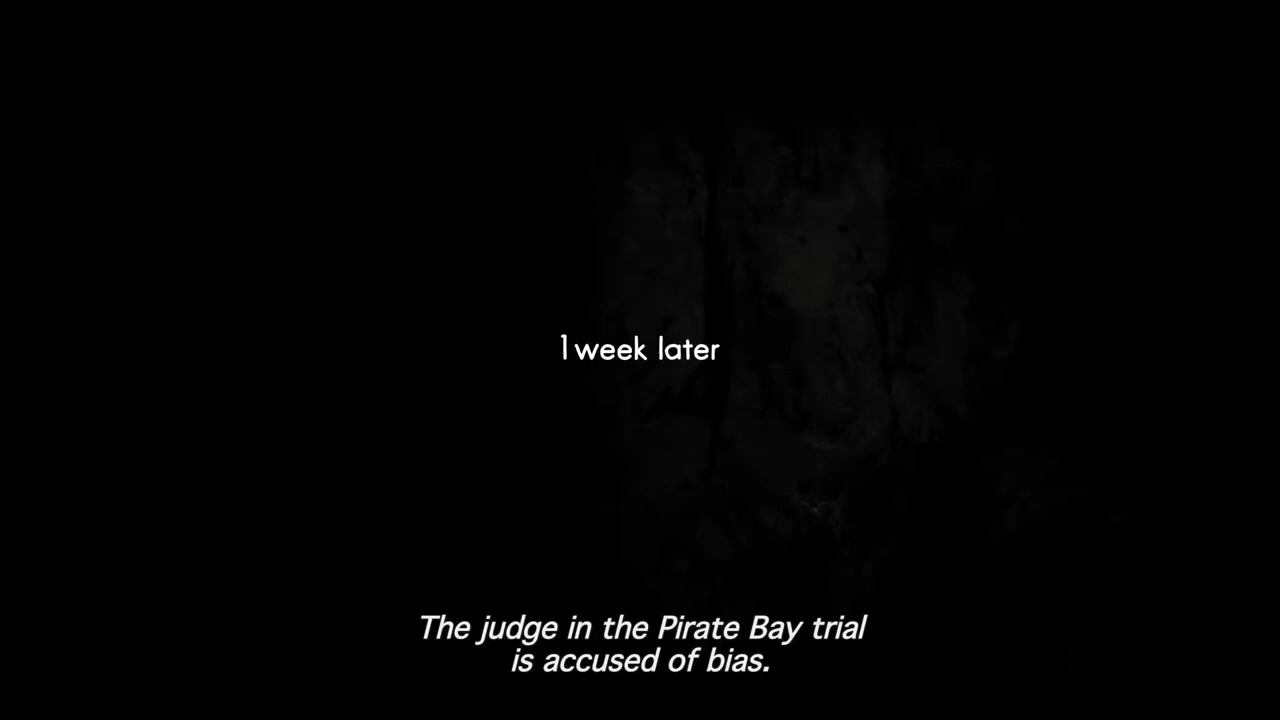 1 week later
The judge in the Pirate Bay trial
is accused of bias.